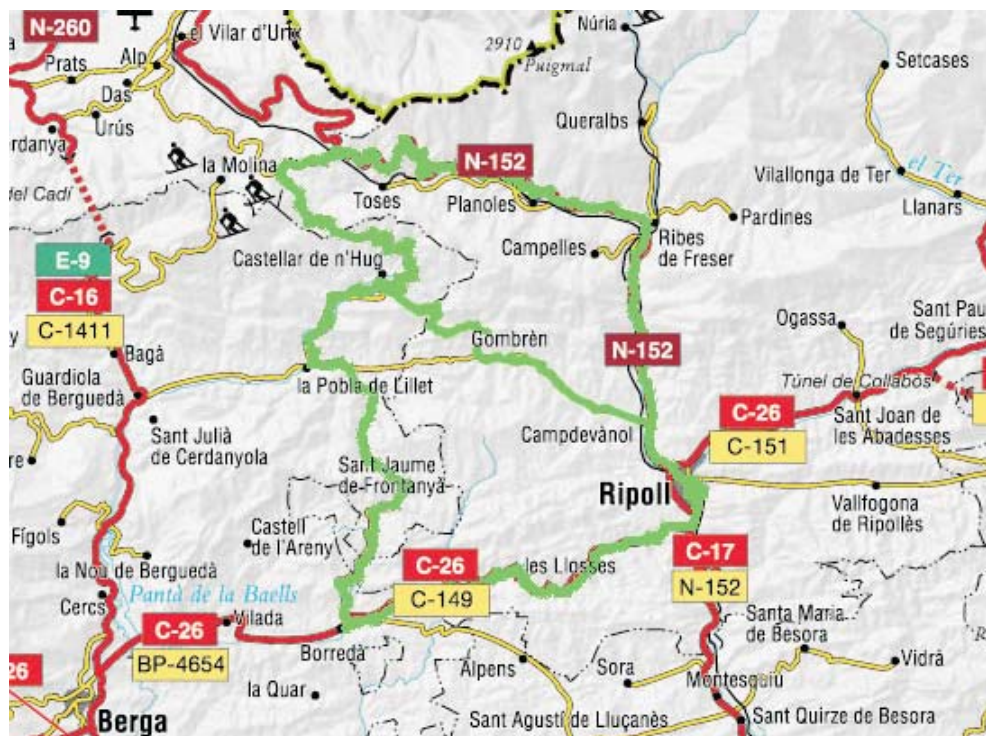 N-260
el Vilar d'Urtx
Prats
Alp
Das
Urús
2910
Puigmal
Núria
Setcases
Queralbs
la Molina
N-152
del Cadí
Toses
Planoles
Vilallonga de Ter
el Ter
Llanars
Pardines
Campelles
Ribes
de Freser
Castellar de n'Hug
E-9
C-16
C-1411
Bagà
Gombrèn
N-152
Ogassa
Sant Pau
de Segúries
Guardiola
de Berguedà
la Pobla de Lillet
Túnel de Collabós
C-26
C-151
Sant Joan de
les Abadesses
Sant Julià
de Cerdanyola
Campdevànol
Sant Jaume
de Frontanyà
Ripoll
Vallfogona
de Ripollès
Fígols
Castell
de l'Areny
la Nou de Berguedà
C-26
C-149
les Llosses
C-17
N-152
Cercs
Pantà de la Baells
Vilada
C-26
BP-4654
Borredà
Santa Maria
de Besora
Alpens
Sora
Vidrà
la Quar
Montesquiu
Berga
Sant Agustí de Lluçanès
Sant Quirze de Besora